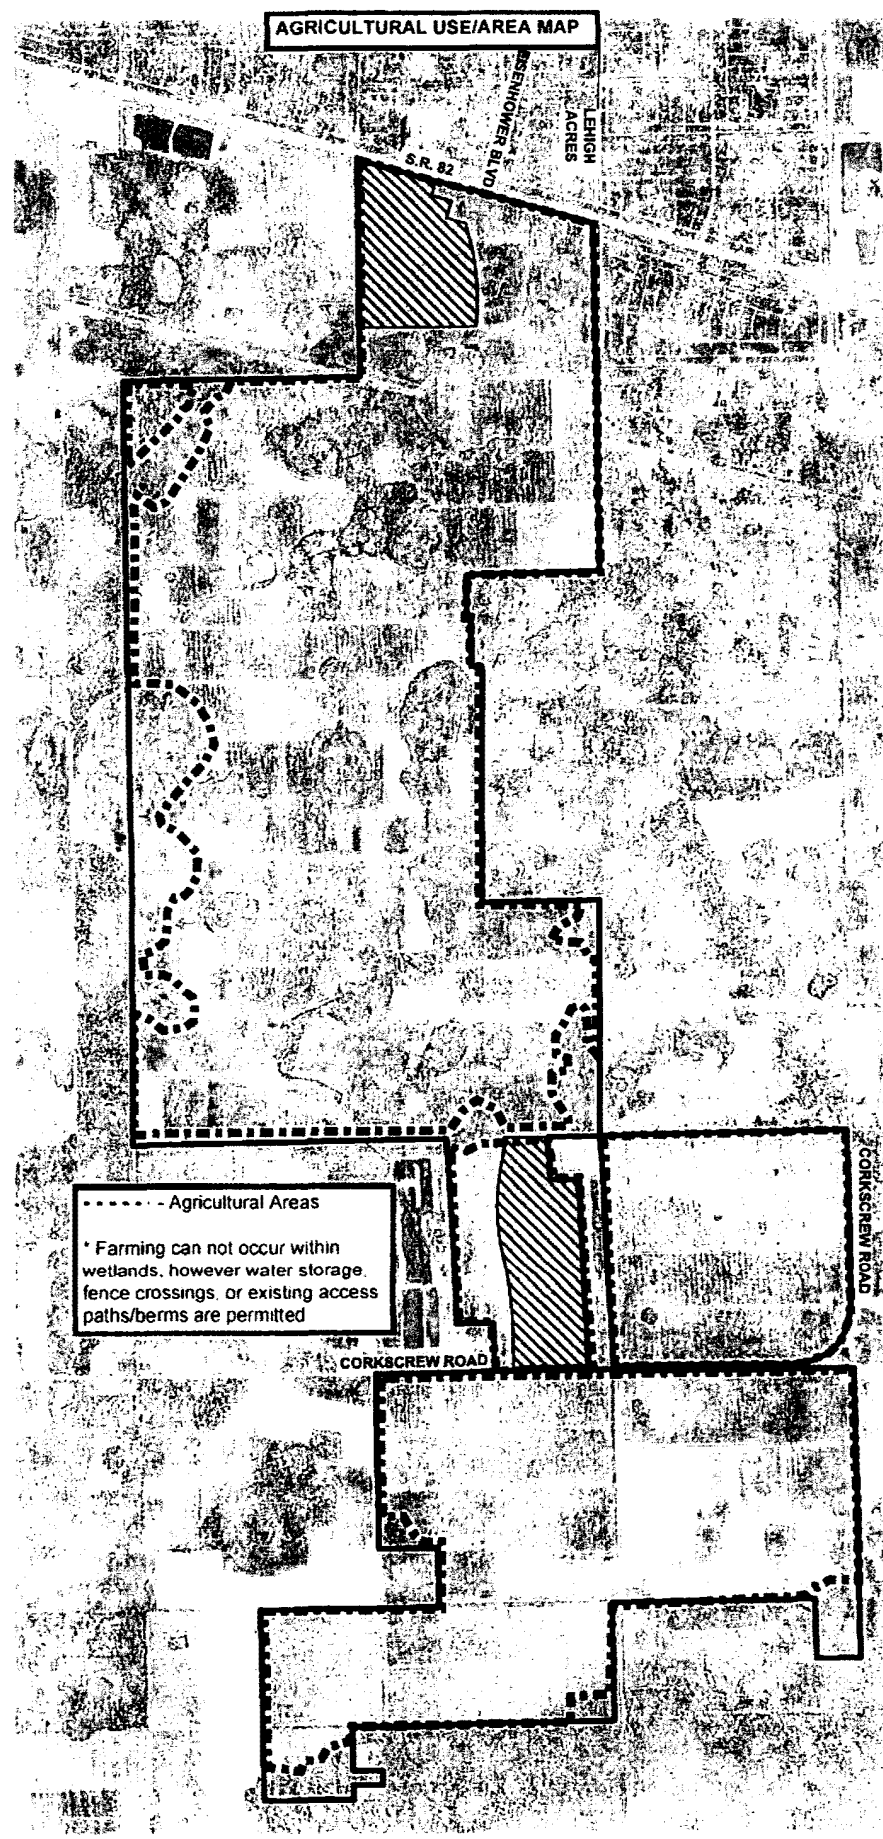 AGRICULTURAL USE/AREA MAP
EISENHOWER BLVD
LEHIGH
ACRES
S.R. 82
CORKSCREW ROAD
- Agricultural Areas
* Farming can not occur within
wetlands, however water storage,
fence crossings, or existing access
paths/berms are permitted
CORKSCREW ROAD